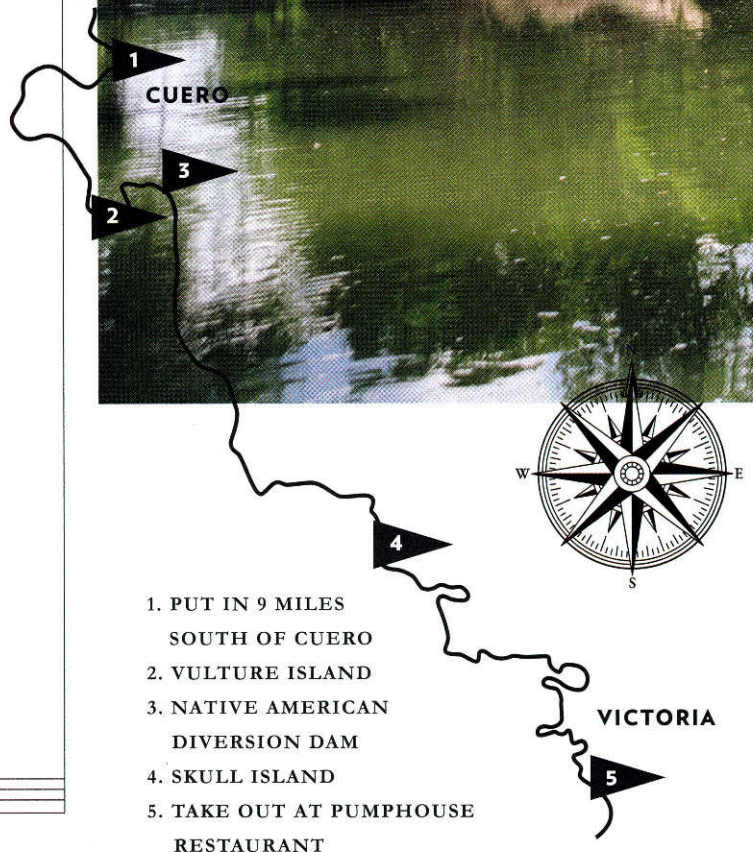 1
CUERO
3
2
N
W
E
S
4
1. PUT IN 9 MILES
SOUTH OF CUERO
2. VULTURE ISLAND
3. NATIVE AMERICAN
DIVERSION DAM
4. SKULL ISLAND
5. TAKE OUT AT PUMPHOUSE
RESTAURANT
VICTORIA
5